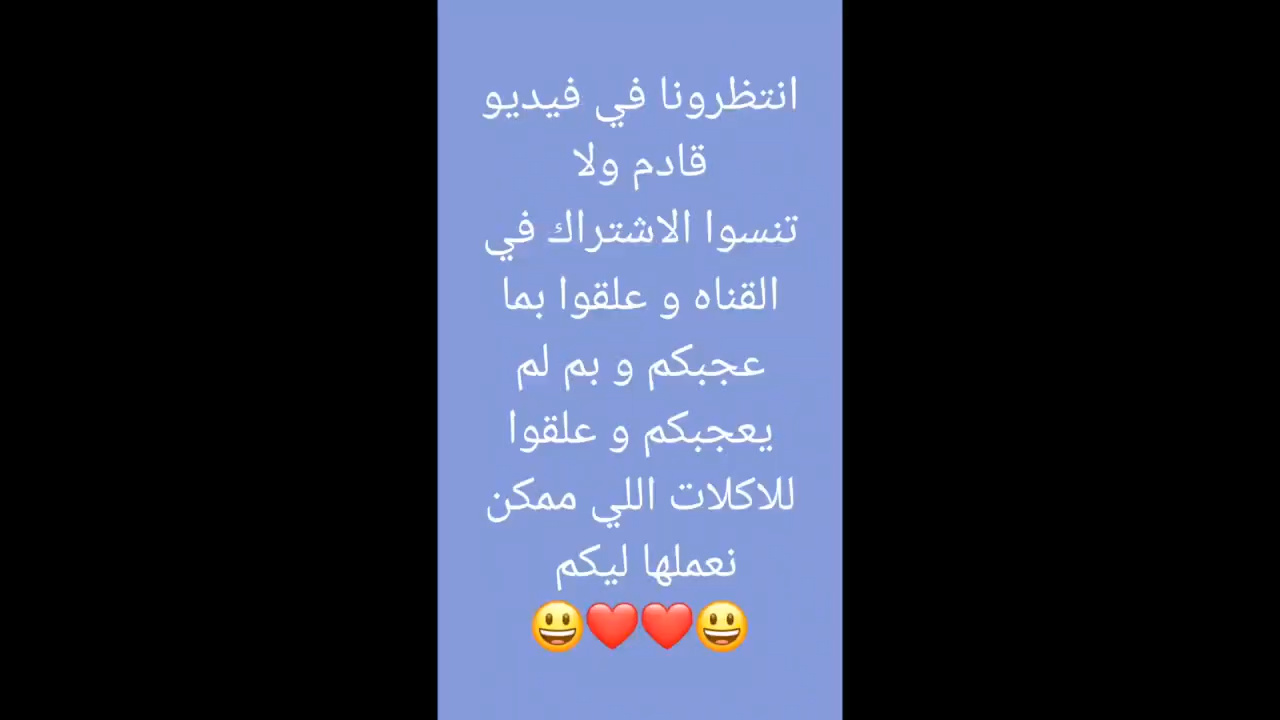 انتظرونا في فيديو
قادم ولا
تنسوا الاشتراك في
القناه و علقوا بما
عجبكم و بم لم
يعجبكم و علقوا
للاكلات اللي ممكن
نعملها ليكم
😃❤️❤️😃